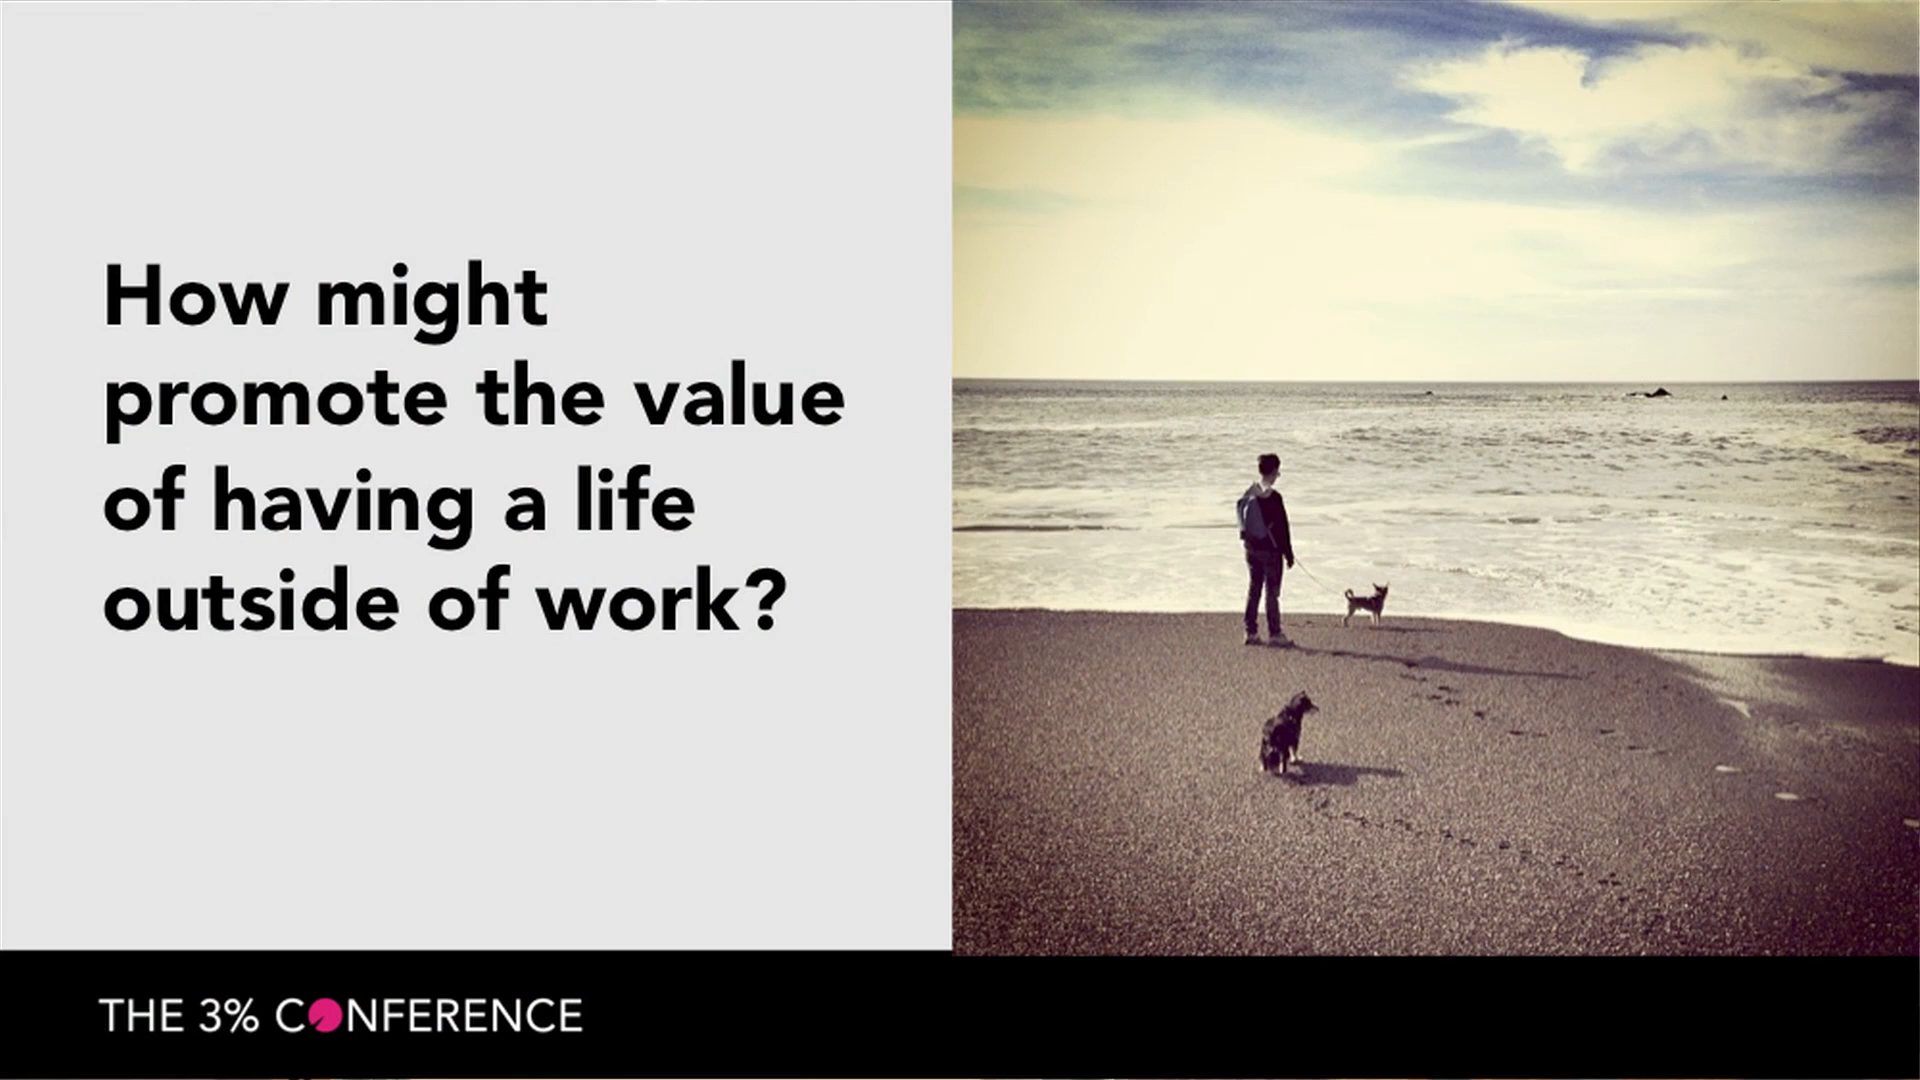 How might
promote the value
of having a life
outside of work?
THE 3% CONFERENCE